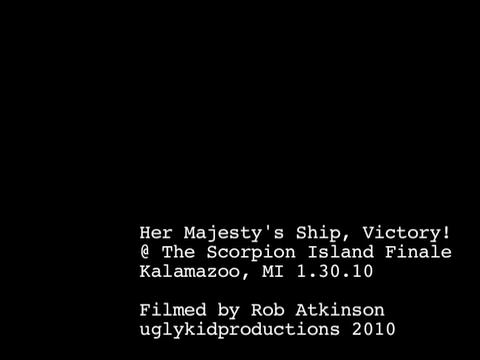 Her Majesty's Ship, Victory!
@ The Scorpion Island Finale
Kalamazoo, MI 1.30.10
Filmed by Rob Atkinson
uglykidproductions 2010